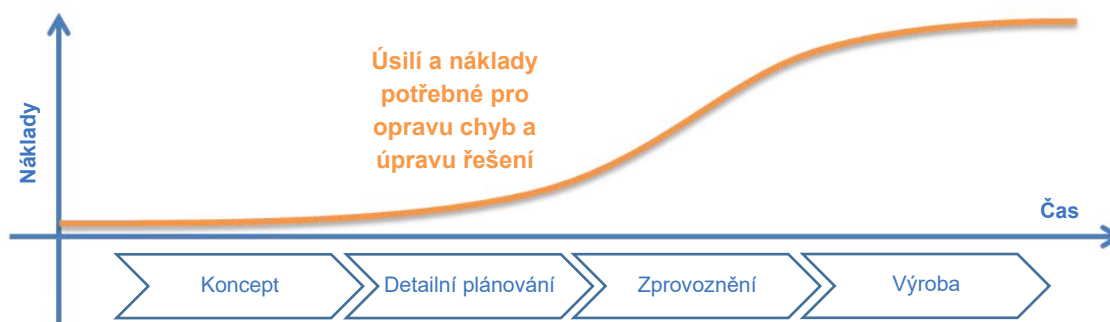 Úsilí a náklady
potřebné pro
opravu chyb a
úpravu řešení
Náklady
Čas
Koncept
Detailní plánování
Zprovoznění
Výroba